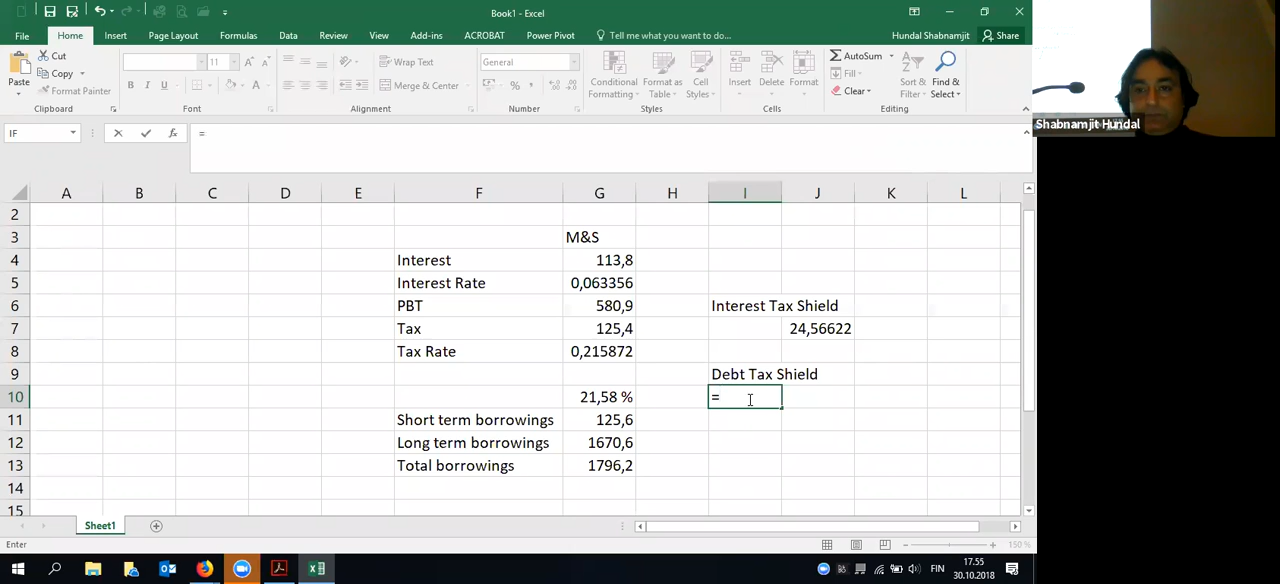 Book1 - Excel
File Home Insert Page Layout Formulas Data Review View Add-ins ACROBAT Power Pivot Tell me what you want to do... Hundal Shabnamjit Share
Paste Cut Copy Format Painter
Clipboard
11 B I U A
Font
Wrap Text Merge & Center
Alignment
General %
Number
Conditional Formatting Format as Table Cell Styles
Styles
Insert Delete Format
Cells
AutoSum Fill Clear Sort & Filter Find & Select
Editing
Shabnamjit Hundal
IF fx =
A B C D E F G H I J K L
2
3 M&S
4 Interest 113,8
5 Interest Rate 0,063356
6 PBT 580,9 Interest Tax Shield
7 Tax 125,4 24,56622
8 Tax Rate 0,215872
9 Debt Tax Shield
10 21,58 % =
11 Short term borrowings 125,6
12 Long term borrowings 1670,6
13 Total borrowings 1796,2
14
15
Sheet1
Enter 150 %
FIN 17.55
30.10.2018